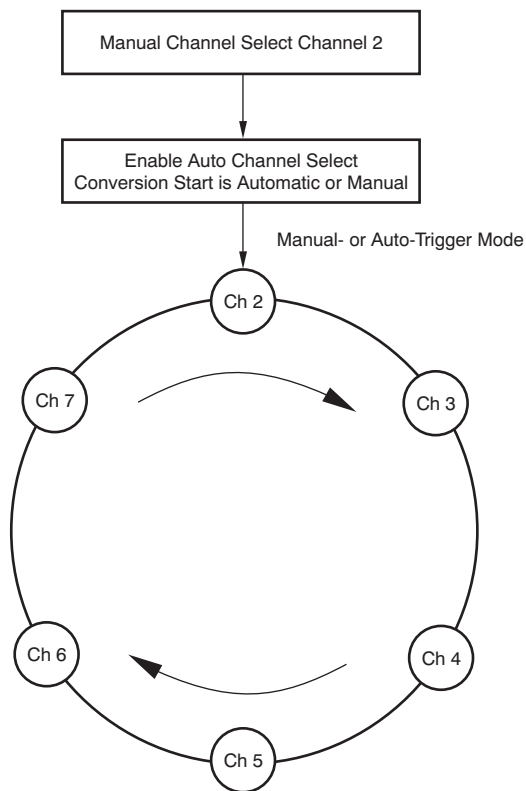 Manual Channel Select Channel 2
Enable Auto Channel Select
Conversion Start is Automatic or Manual
Manual- or Auto-Trigger Mode
Ch 2
Ch 7
Ch 3
Ch 6
Ch 4
Ch 5